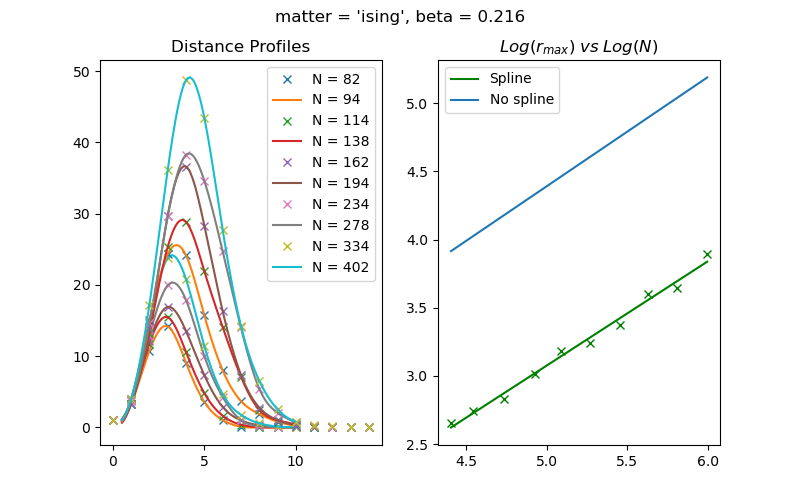 matter = 'ising', beta = 0.216
Distance Profiles
Log(r_max) vs Log(N)
50
40
30
20
10
0
0
5
10
N = 82
N = 94
N = 114
N = 138
N = 162
N = 194
N = 234
N = 278
N = 334
N = 402
5.0
4.5
4.0
3.5
3.0
2.5
4.5
5.0
5.5
6.0
Spline
No spline